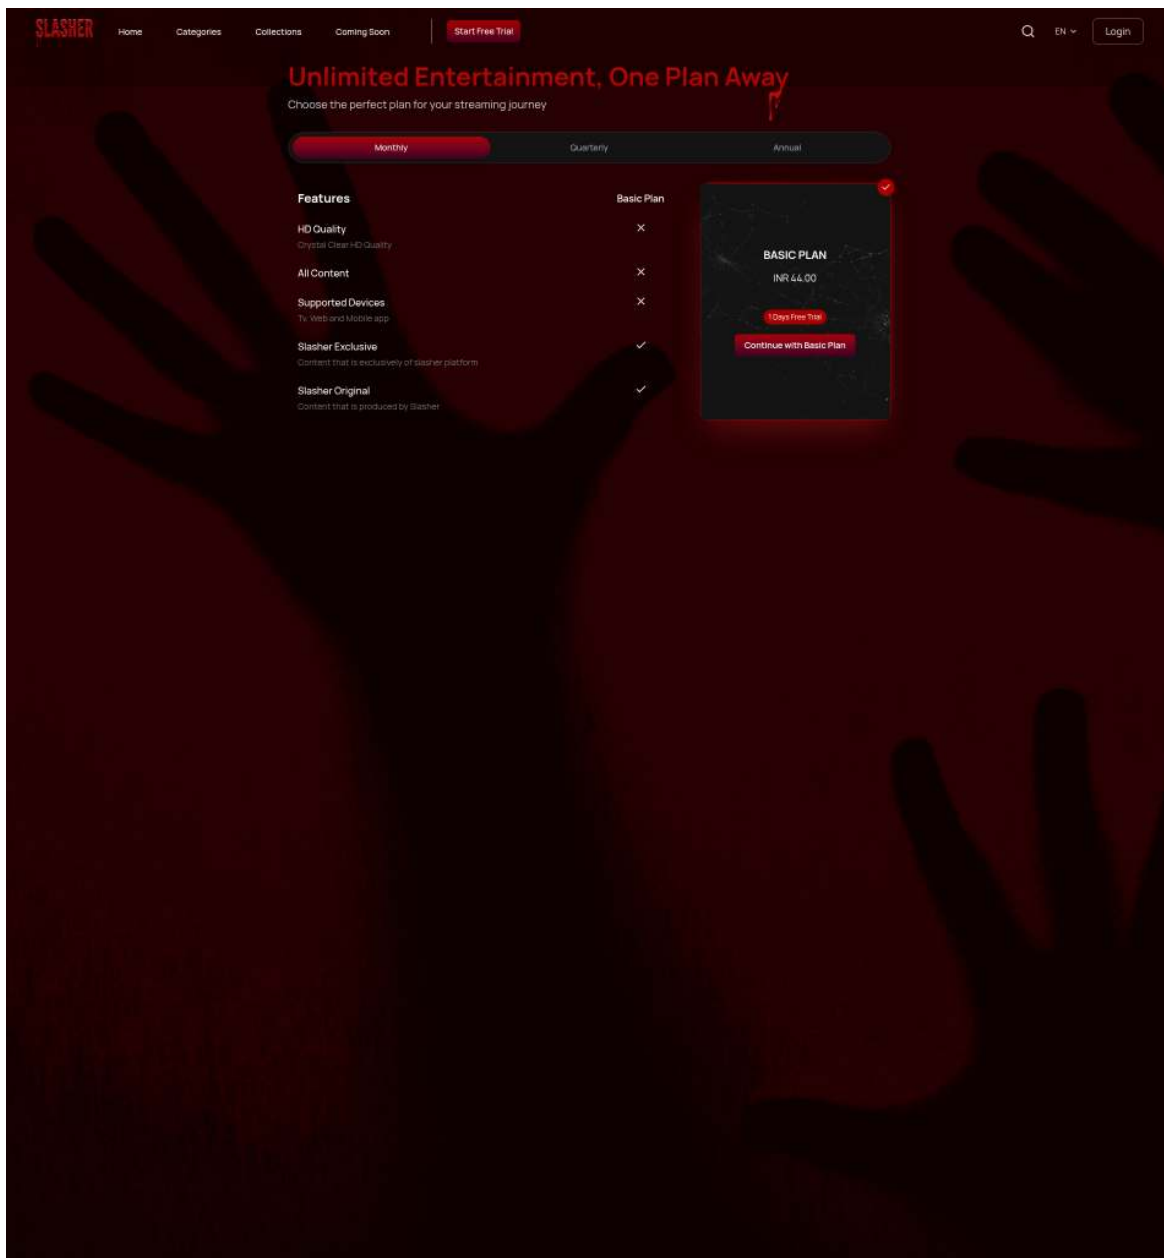 SLASHER
Home Categories Collections Coming Soon Start Free Trial EN Login
Unlimited Entertainment, One Plan Away
Choose the perfect plan for your streaming journey
Monthly Quarterly Annual
Features Basic Plan
HD Quality
Crystal Clear HD Quality
All Content
Supported Devices
Tv, Web and Mobile app
Slasher Exclusive
Content that is exclusively of slasher platform
Slasher Original
Content that is produced by Slasher
BASIC PLAN
INR 44.00
1 Days Free Trial
Continue with Basic Plan